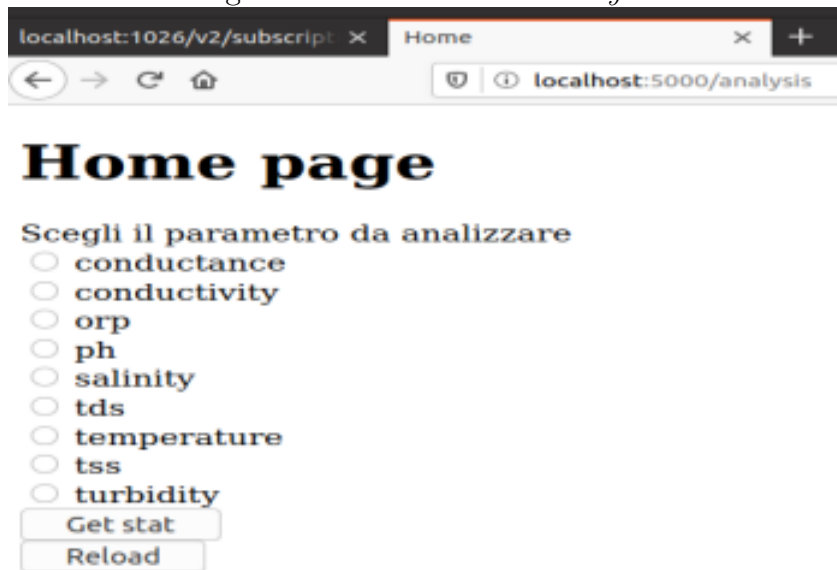 localhost:1026/v2/subscript
Home
localhost:5000/analysis
Home page
Scegli il parametro da analizzare
conductance
conductivity
orp
ph
salinity
tds
temperature
tss
turbidity
Get stat
Reload